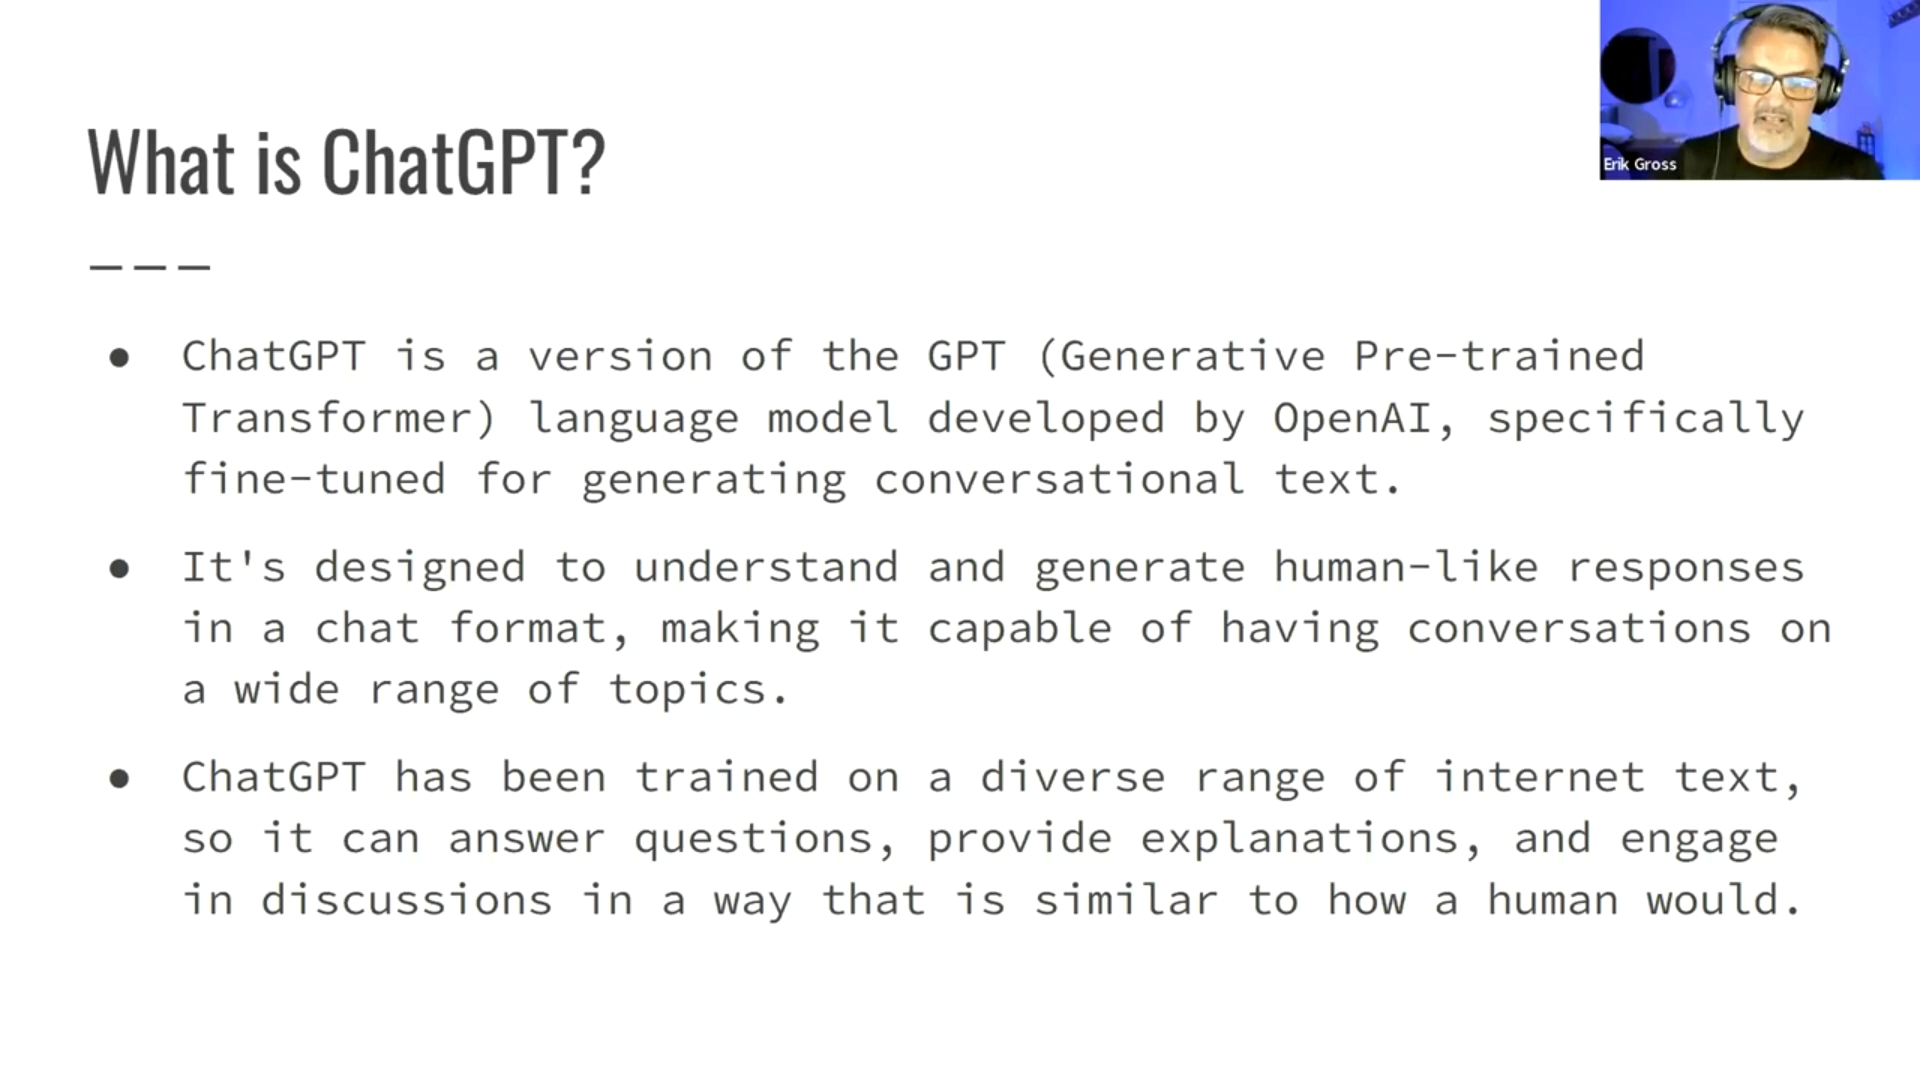 What is ChatGPT?
Erik Gross
● ChatGPT is a version of the GPT (Generative Pre-trained
Transformer) language model developed by OpenAI, specifically
fine-tuned for generating conversational text.
● It's designed to understand and generate human-like responses
in a chat format, making it capable of having conversations on
a wide range of topics.
● ChatGPT has been trained on a diverse range of internet text,
so it can answer questions, provide explanations, and engage
in discussions in a way that is similar to how a human would.